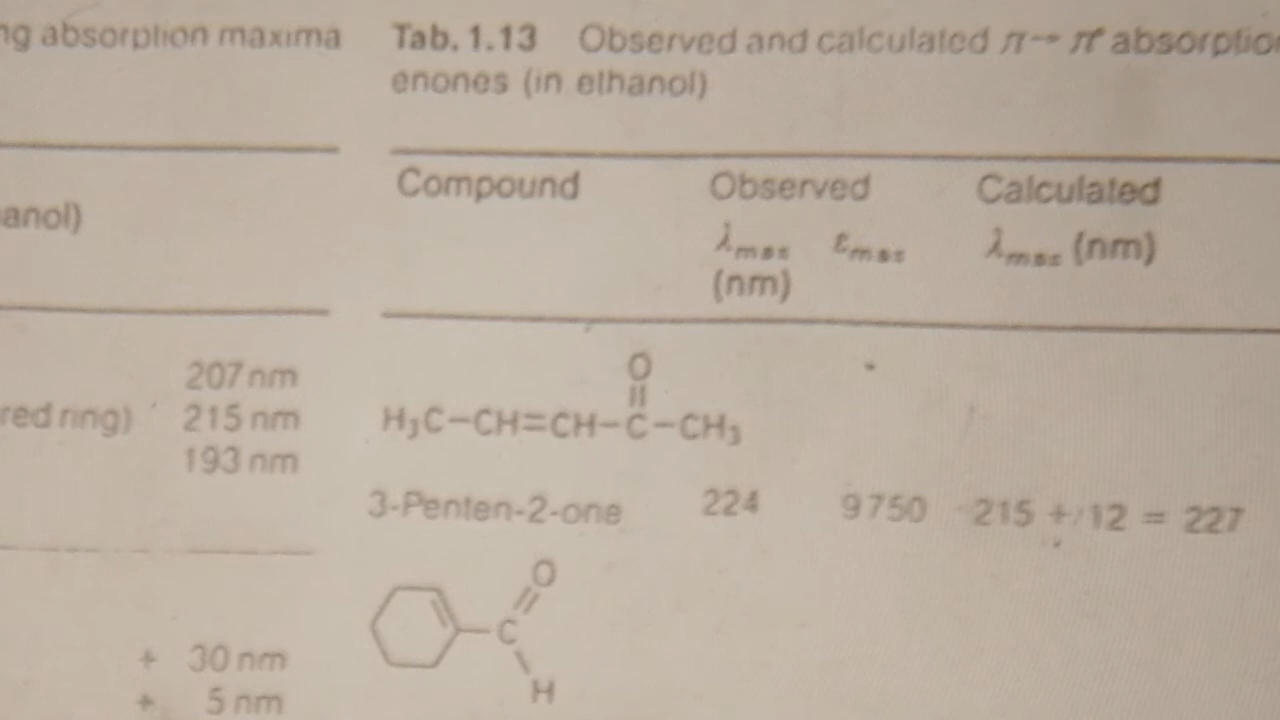 ng absorption maxima
anol)
207 nm
red ring) 215 nm
193 nm
+ 30 nm
+ 5 nm
Tab. 1.13 Observed and calculated π→π* absorptio
enones (in ethanol)
Compound Observed Calculated
λmax εmax λmax (nm)
(nm)
O
H₃C–CH=CH–C–CH₃
3-Penten-2-one 224 9750 215 + 12 = 227
O
C
H